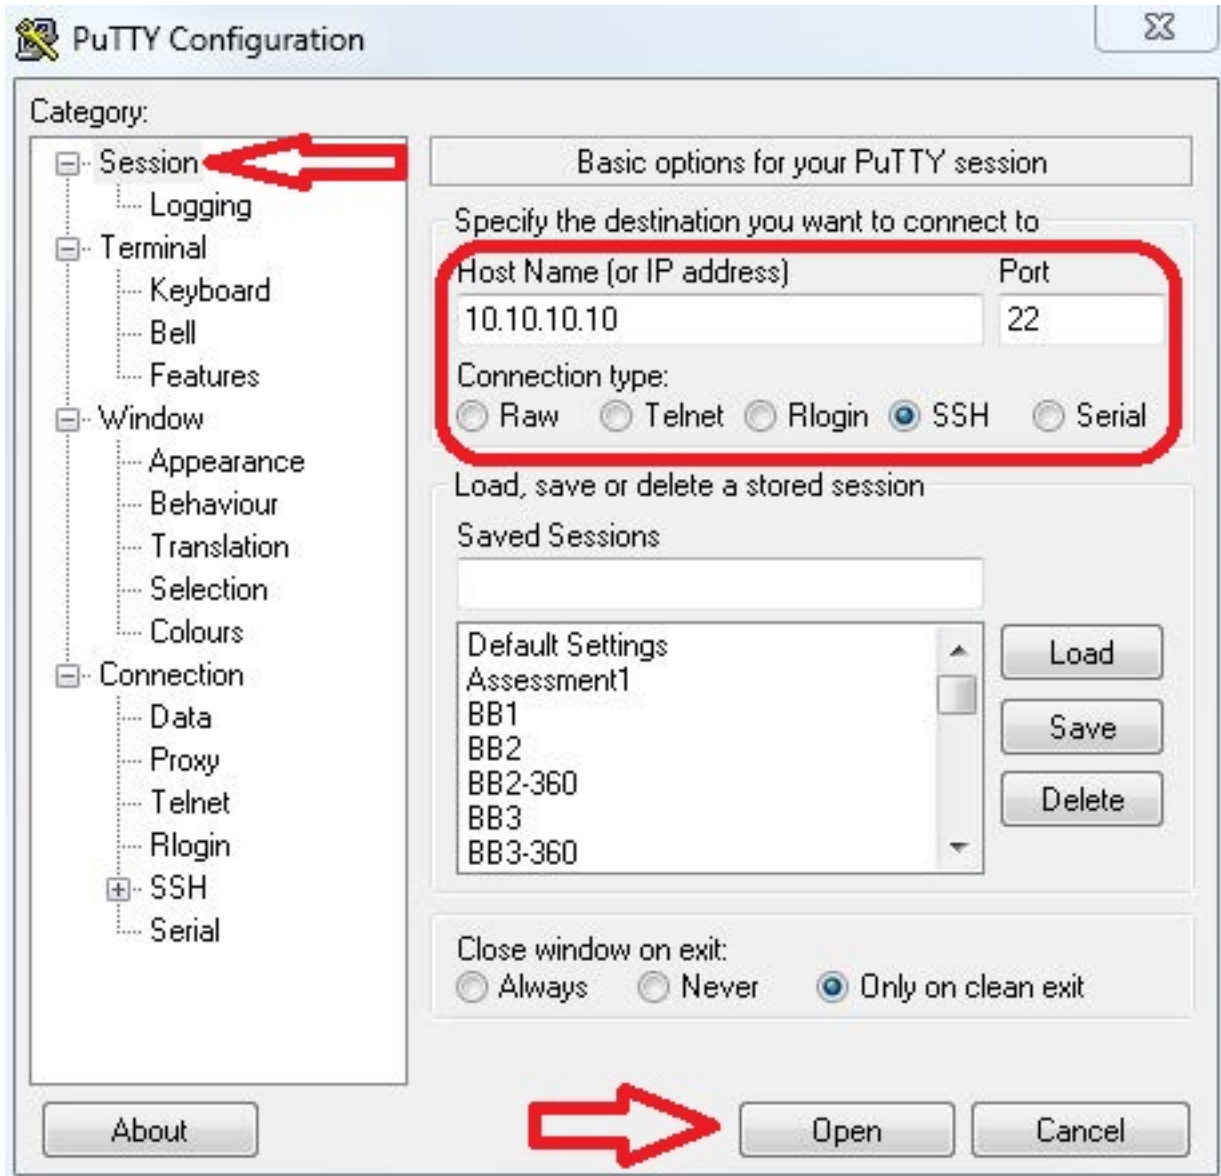 PuTTY Configuration
Category:
Session
Logging
Terminal
Keyboard
Bell
Features
Window
Appearance
Behaviour
Translation
Selection
Colours
Connection
Data
Proxy
Telnet
Rlogin
SSH
Serial
Basic options for your PuTTY session
Specify the destination you want to connect to
Host Name (or IP address) Port
10.10.10.10 22
Connection type:
Raw Telnet Rlogin SSH Serial
Load, save or delete a stored session
Saved Sessions
Default Settings
Assessment1
BB1
BB2
BB2-360
BB3
BB3-360
Load
Save
Delete
Close window on exit:
Always Never Only on clean exit
About Open Cancel